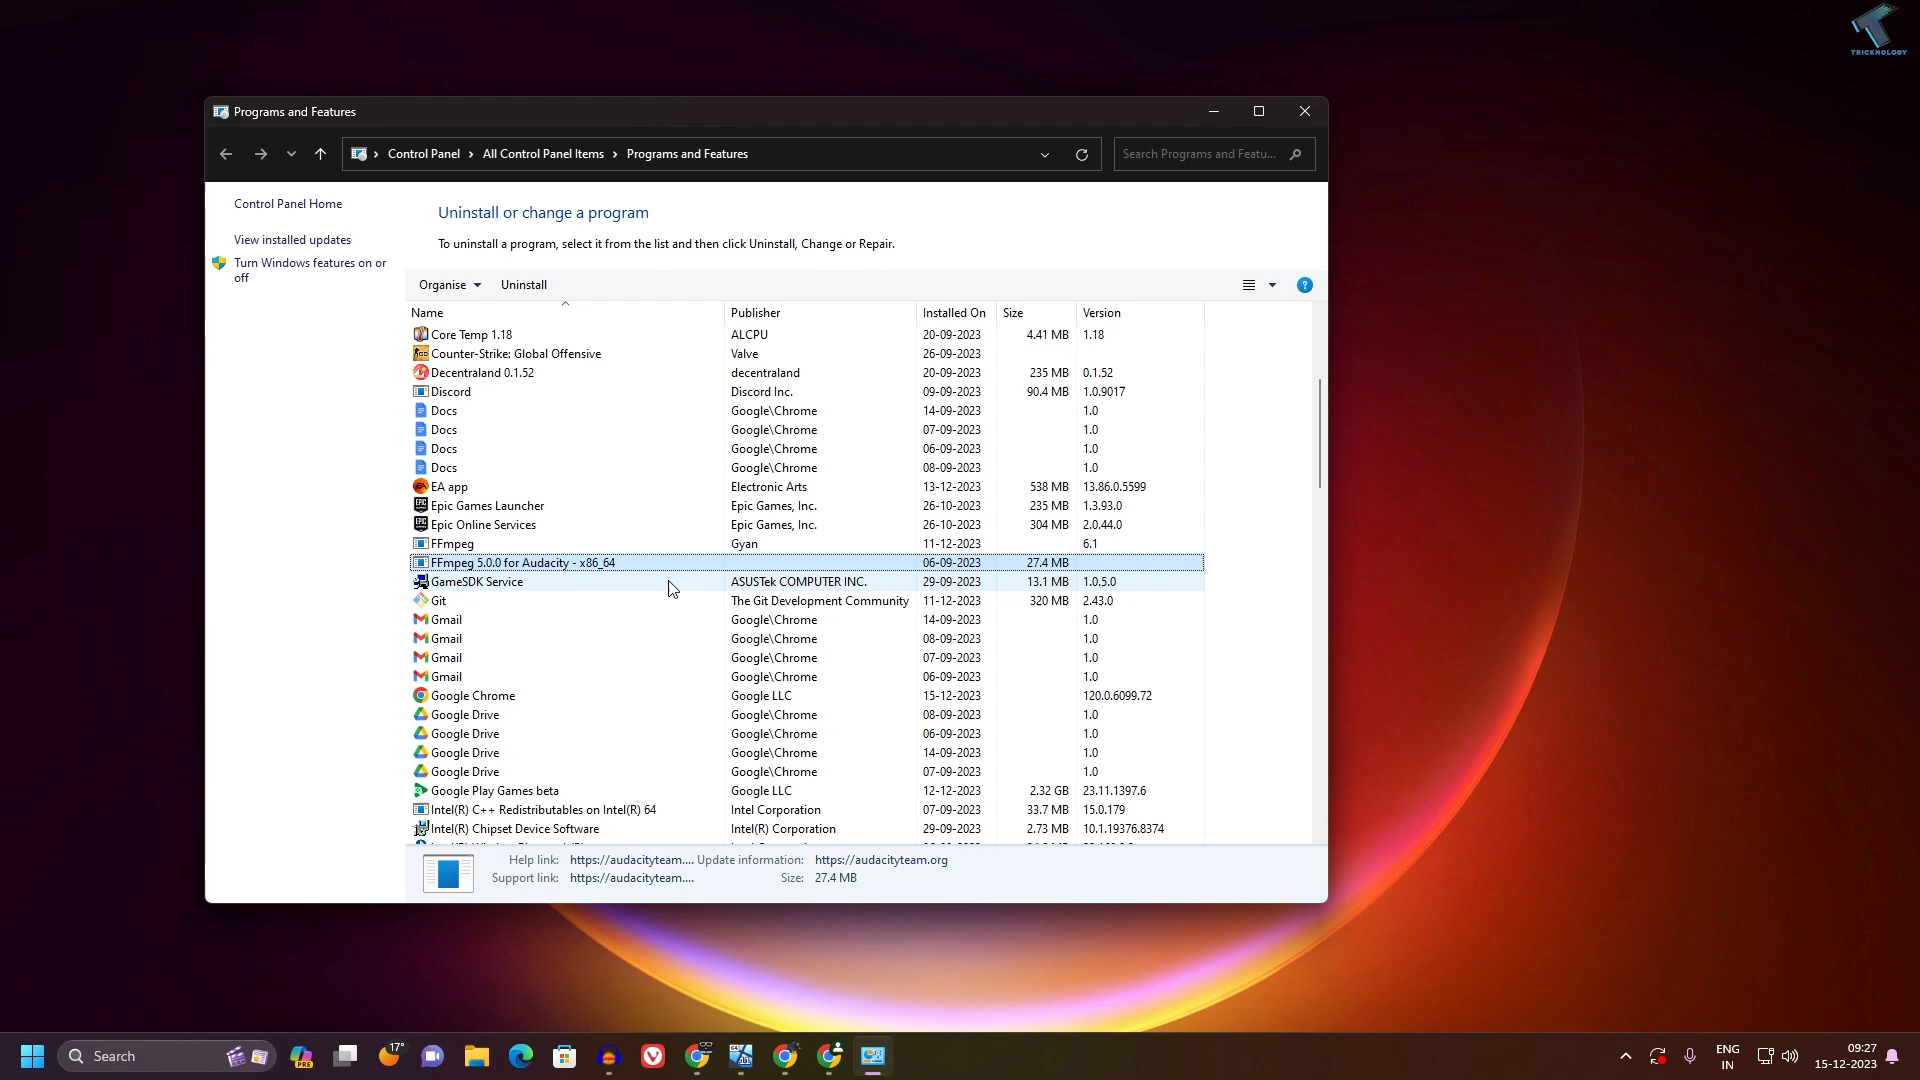 TRICKNOLOGY
Programs and Features
Control Panel › All Control Panel Items › Programs and Features
Search Programs and Featu...
Control Panel Home
View installed updates
Turn Windows features on or
off
Uninstall or change a program
To uninstall a program, select it from the list and then click Uninstall, Change or Repair.
Organise Uninstall
Name Publisher Installed On Size Version
Core Temp 1.18 ALCPU 20-09-2023 4.41 MB 1.18
Counter-Strike: Global Offensive Valve 26-09-2023
Decentraland 0.1.52 decentraland 20-09-2023 235 MB 0.1.52
Discord Discord Inc. 09-09-2023 90.4 MB 1.0.9017
Docs Google\Chrome 14-09-2023 1.0
Docs Google\Chrome 07-09-2023 1.0
Docs Google\Chrome 06-09-2023 1.0
Docs Google\Chrome 08-09-2023 1.0
EA app Electronic Arts 13-12-2023 538 MB 13.86.0.5599
Epic Games Launcher Epic Games, Inc. 26-10-2023 235 MB 1.3.93.0
Epic Online Services Epic Games, Inc. 26-10-2023 304 MB 2.0.44.0
FFmpeg Gyan 11-12-2023 6.1
FFmpeg 5.0.0 for Audacity - x86_64 06-09-2023 27.4 MB
GameSDK Service ASUSTek COMPUTER INC. 29-09-2023 13.1 MB 1.0.5.0
Git The Git Development Community 11-12-2023 320 MB 2.43.0
Gmail Google\Chrome 14-09-2023 1.0
Gmail Google\Chrome 08-09-2023 1.0
Gmail Google\Chrome 07-09-2023 1.0
Gmail Google\Chrome 06-09-2023 1.0
Google Chrome Google LLC 15-12-2023 120.0.6099.72
Google Drive Google\Chrome 08-09-2023 1.0
Google Drive Google\Chrome 06-09-2023 1.0
Google Drive Google\Chrome 14-09-2023 1.0
Google Drive Google\Chrome 07-09-2023 1.0
Google Play Games beta Google LLC 12-12-2023 2.32 GB 23.11.1397.6
Intel(R) C++ Redistributables on Intel(R) 64 Intel Corporation 07-09-2023 33.7 MB 15.0.179
Intel(R) Chipset Device Software Intel(R) Corporation 29-09-2023 2.73 MB 10.1.19376.8374
Help link: https://audacityteam.... Update information: https://audacityteam.org
Support link: https://audacityteam.... Size: 27.4 MB
Search
PRE
17°
ENG
IN
09:27
15-12-2023